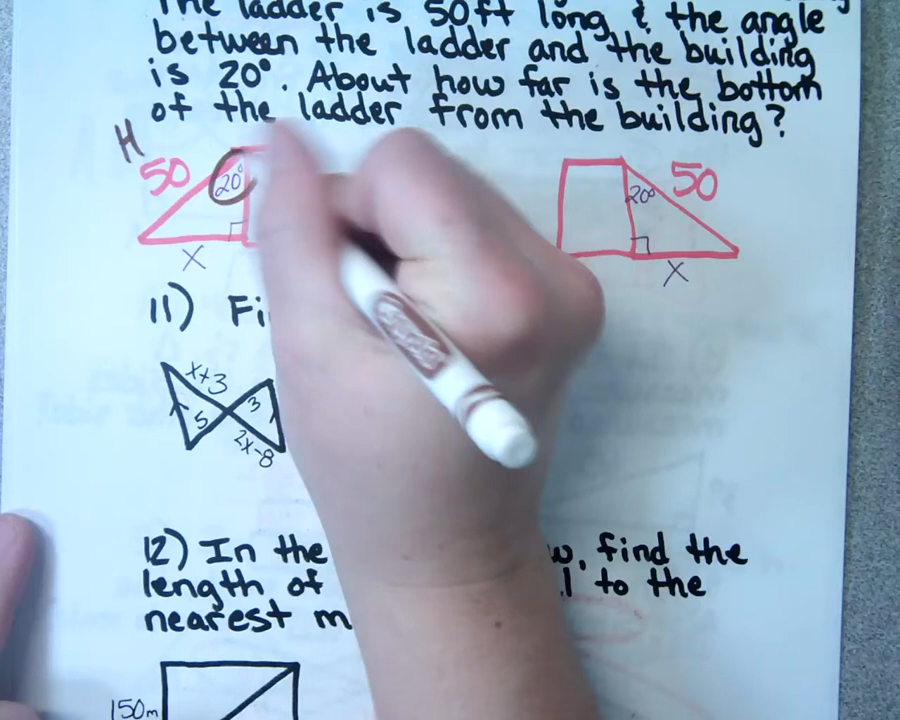 The ladder is 50ft long & the angle
between the ladder and the building
is 20°. About how far is the bottom
of the ladder from the building?
H
50 20° 20° 50
x x
11) Fi
x+3
5 3
2x-8
12) In the w, find the
length of l to the
nearest m
150m